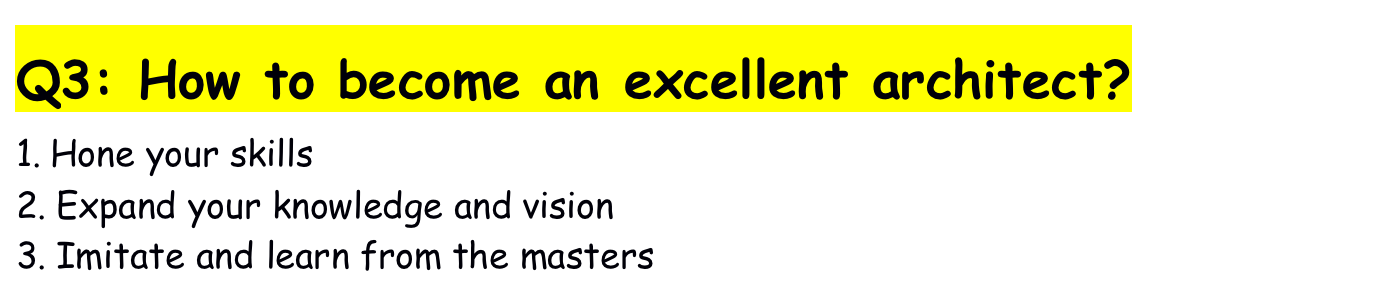 Q3: How to become an excellent architect?
1. Hone your skills
2. Expand your knowledge and vision
3. Imitate and learn from the masters